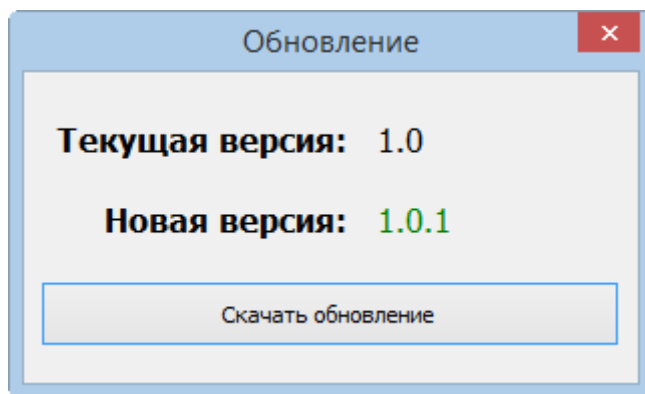 Обновление
Текущая версия: 1.0
Новая версия: 1.0.1
Скачать обновление